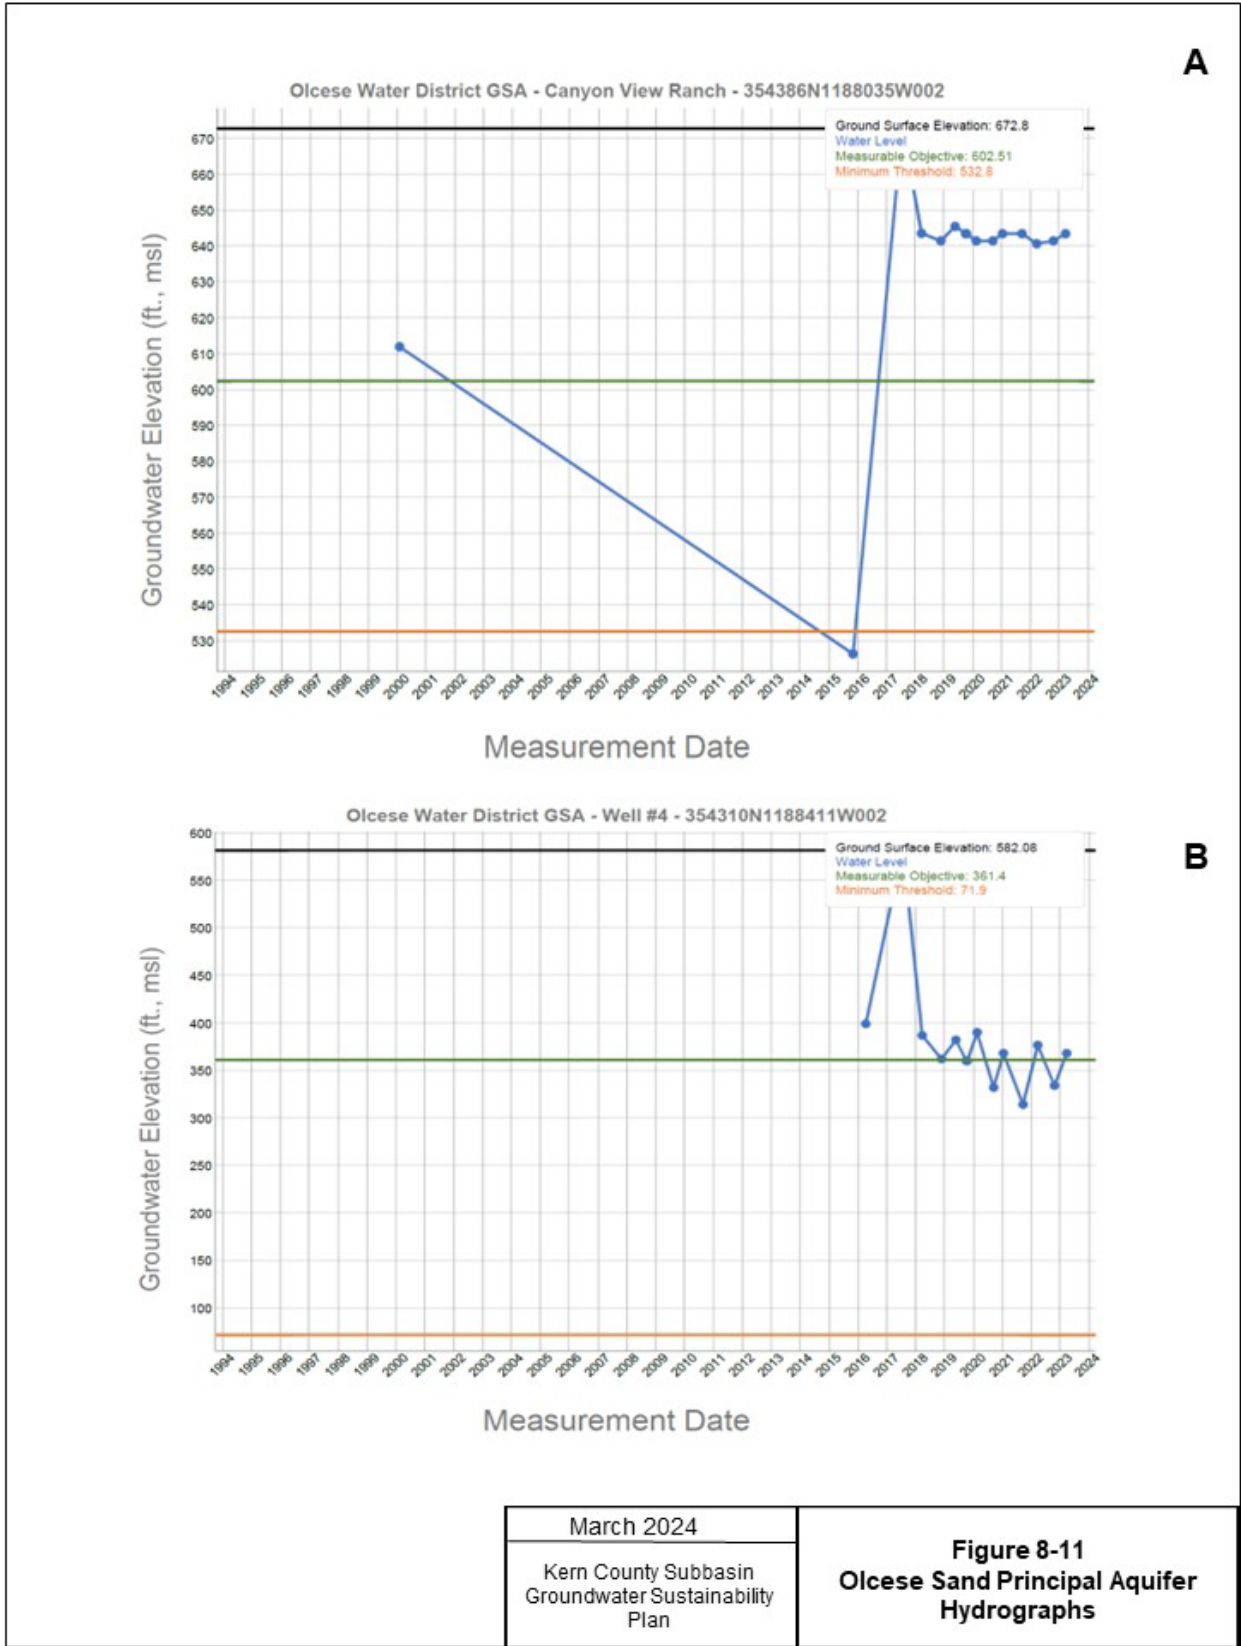 A
Olcese Water District GSA - Canyon View Ranch - 354386N1188035W002
Ground Surface Elevation: 672.8
Water Level
Measurable Objective: 602.51
Minimum Threshold: 532.8
670
660
650
640
630
620
610
600
590
580
570
560
550
540
530
Groundwater Elevation (ft., msl)
1994 1995 1996 1997 1998 1999 2000 2001 2002 2003 2004 2005 2006 2007 2008 2009 2010 2011 2012 2013 2014 2015 2016 2017 2018 2019 2020 2021 2022 2023 2024
Measurement Date
Olcese Water District GSA - Well #4 - 354310N1188411W002
B
Ground Surface Elevation: 582.08
Water Level
Measurable Objective: 361.4
Minimum Threshold: 71.9
600
550
500
450
400
350
300
250
200
150
100
Groundwater Elevation (ft., msl)
1994 1995 1996 1997 1998 1999 2000 2001 2002 2003 2004 2005 2006 2007 2008 2009 2010 2011 2012 2013 2014 2015 2016 2017 2018 2019 2020 2021 2022 2023 2024
Measurement Date
March 2024
Kern County Subbasin
Groundwater Sustainability
Plan
Figure 8-11
Olcese Sand Principal Aquifer
Hydrographs